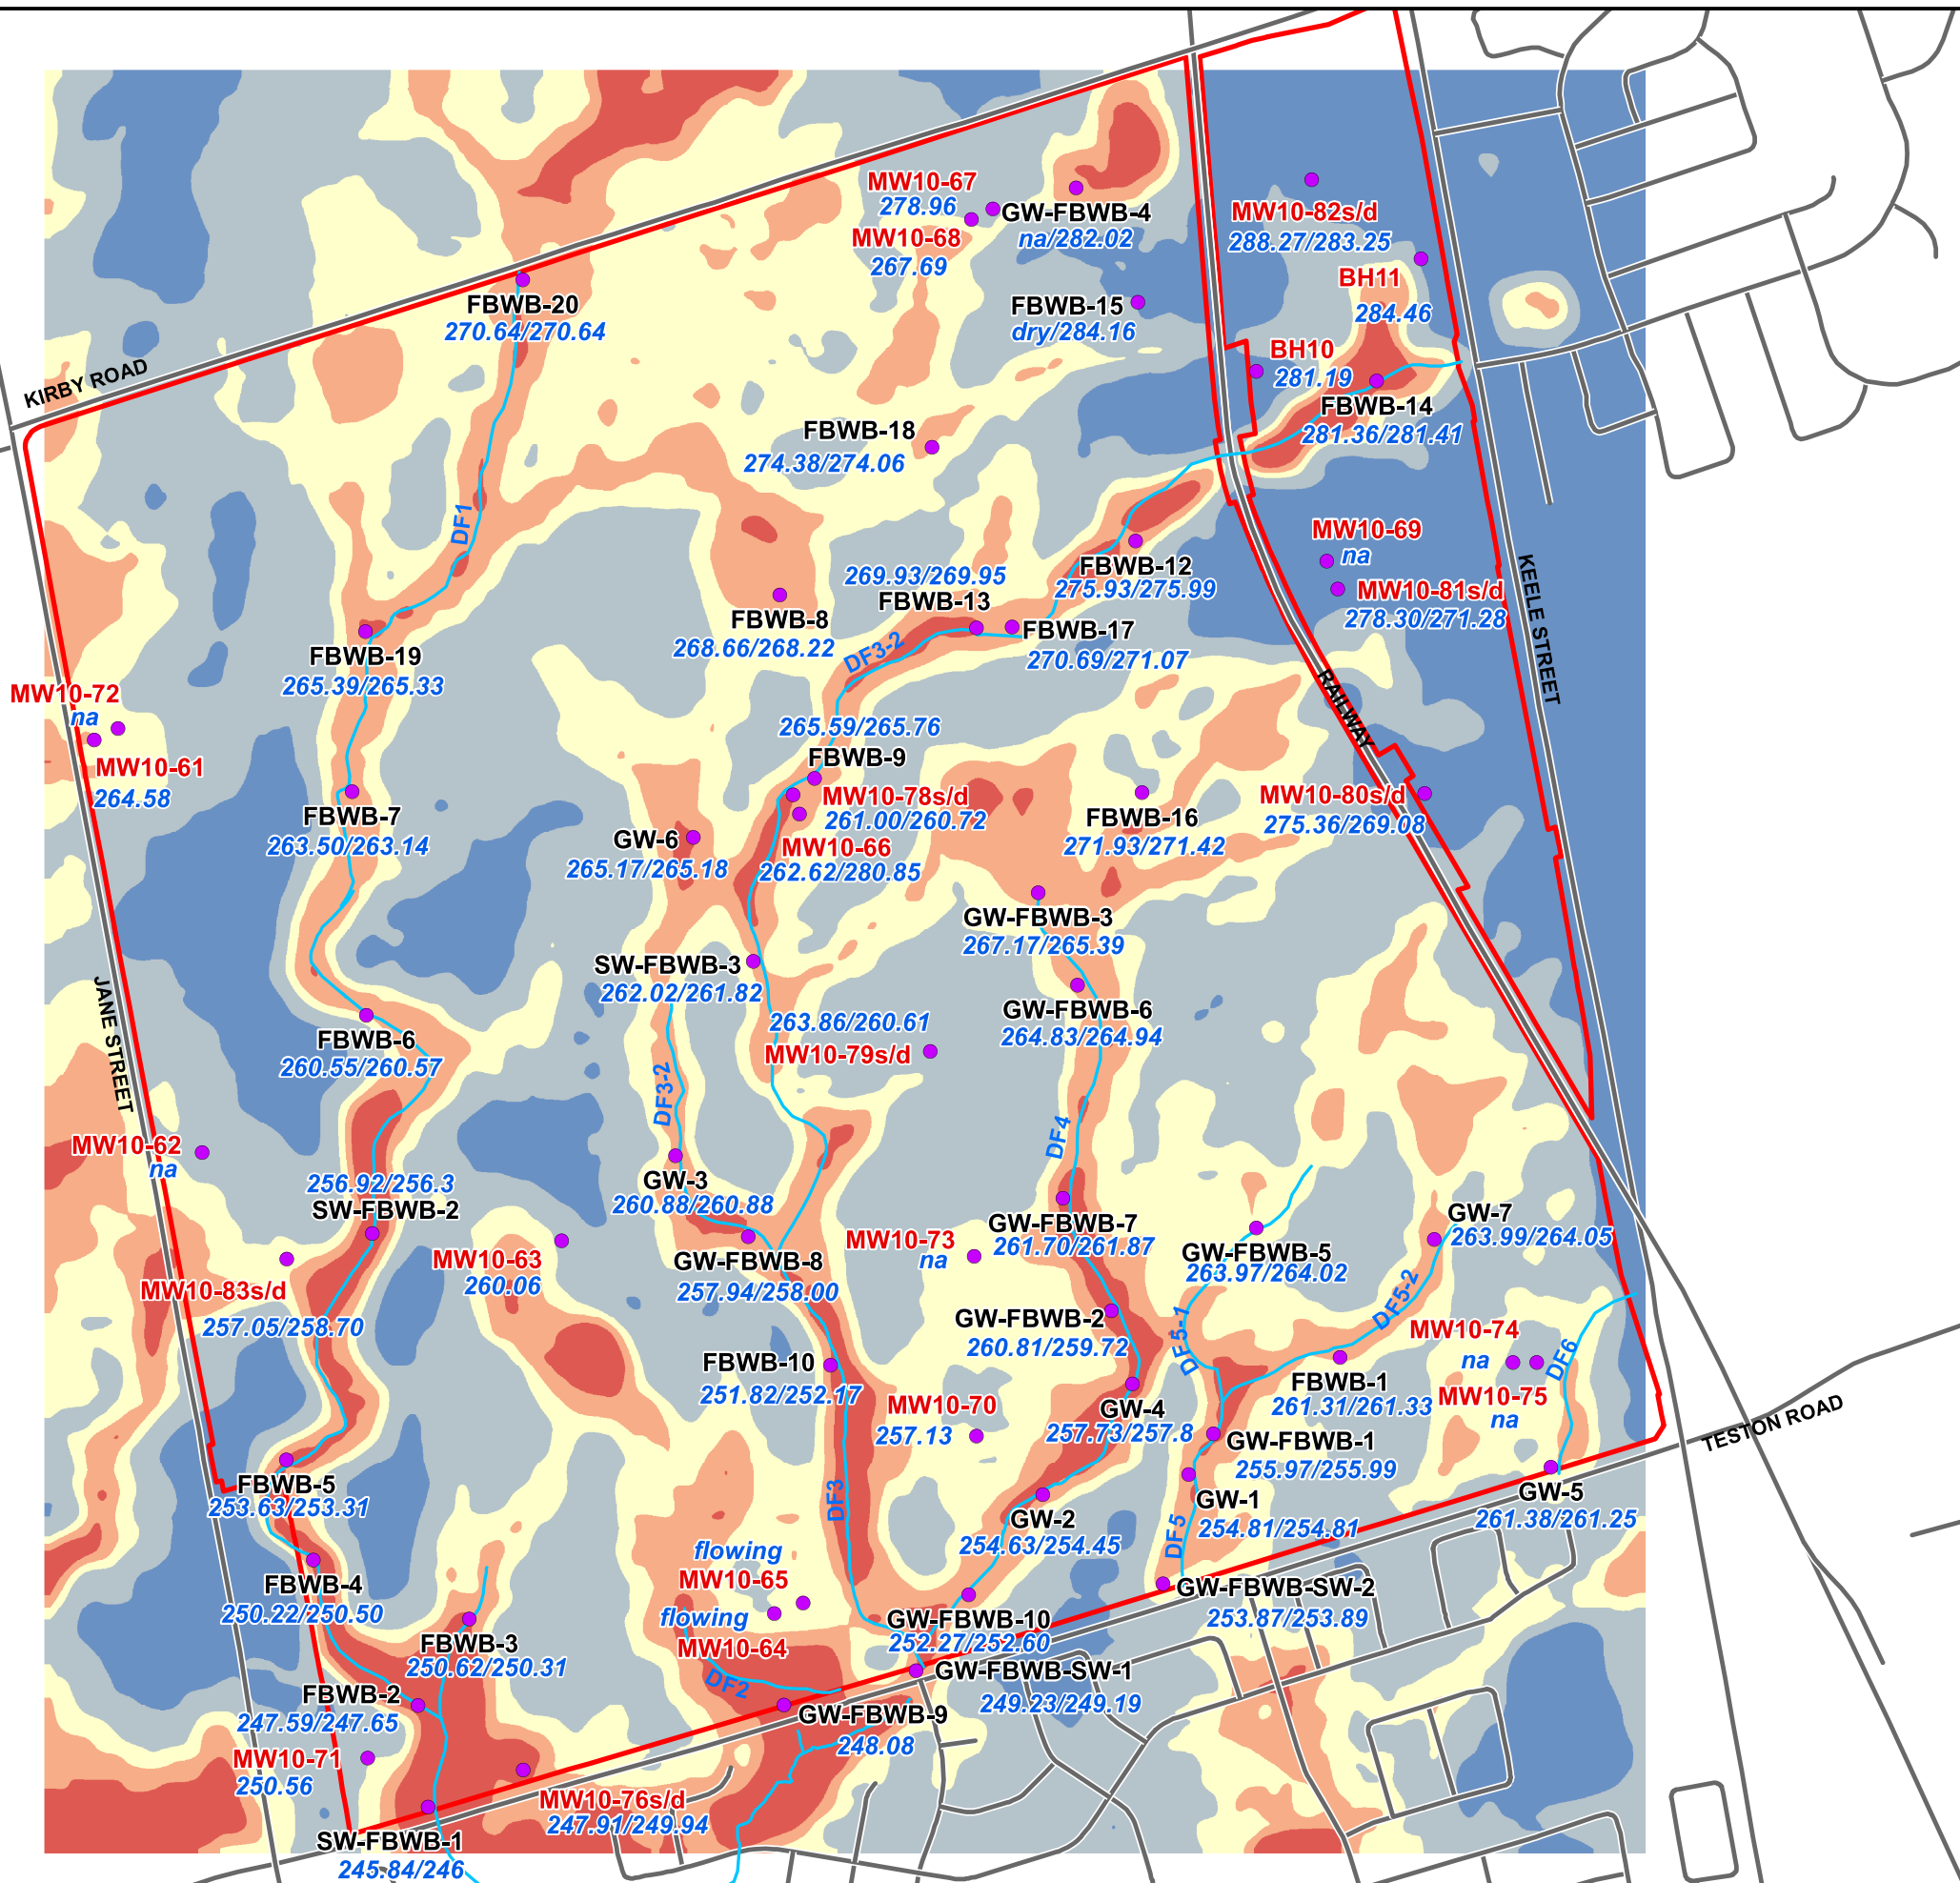 MW10-67
278.96
GW-FBWB-4
na/282.02
MW10-68
267.69
MW10-82s/d
288.27/283.25
BH11
284.46
FBWB-20
270.64/270.64
FBWB-15
dry/284.16
BH10
281.19
KIRBY ROAD
FBWB-14
281.36/281.41
FBWB-18
274.38/274.06
DF1
MW10-69
na
FBWB-12
275.93/275.99
269.93/269.95
FBWB-13
MW10-81s/d
278.30/271.28
KEELE STREET
FBWB-8
268.66/268.22
DF3-2
FBWB-17
270.69/271.07
FBWB-19
265.39/265.33
MW10-72
na
RAILWAY
265.59/265.76
FBWB-9
MW10-61
264.58
MW10-78s/d
261.00/260.72
MW10-80s/d
275.36/269.08
FBWB-7
263.50/263.14
FBWB-16
271.93/271.42
GW-6
265.17/265.18
MW10-66
262.62/280.85
GW-FBWB-3
267.17/265.39
SW-FBWB-3
262.02/261.82
JANE STREET
GW-FBWB-6
264.83/264.94
263.86/260.61
MW10-79s/d
FBWB-6
260.55/260.57
DF3-2
DF4
MW10-62
na
256.92/256.3
SW-FBWB-2
GW-3
260.88/260.88
GW-7
263.99/264.05
GW-FBWB-7
261.70/261.87
MW10-73
na
GW-FBWB-5
263.97/264.02
MW10-63
260.06
GW-FBWB-8
257.94/258.00
MW10-83s/d
257.05/258.70
DF5-2
GW-FBWB-2
260.81/259.72
DF5-1
MW10-74
na
DF6
FBWB-10
251.82/252.17
FBWB-1
261.31/261.33
MW10-75
na
MW10-70
257.13
GW-4
257.73/257.8
TESTON ROAD
GW-FBWB-1
255.97/255.99
FBWB-5
253.63/253.31
DF3
GW-1
254.81/254.81
GW-5
261.38/261.25
GW-2
254.63/254.45
DF5
flowing
MW10-65
flowing
MW10-64
FBWB-4
250.22/250.50
GW-FBWB-SW-2
253.87/253.89
GW-FBWB-10
252.27/252.60
FBWB-3
250.62/250.31
DF2
GW-FBWB-SW-1
249.23/249.19
FBWB-2
247.59/247.65
GW-FBWB-9
248.08
MW10-71
250.56
MW10-76s/d
247.91/249.94
SW-FBWB-1
245.84/246